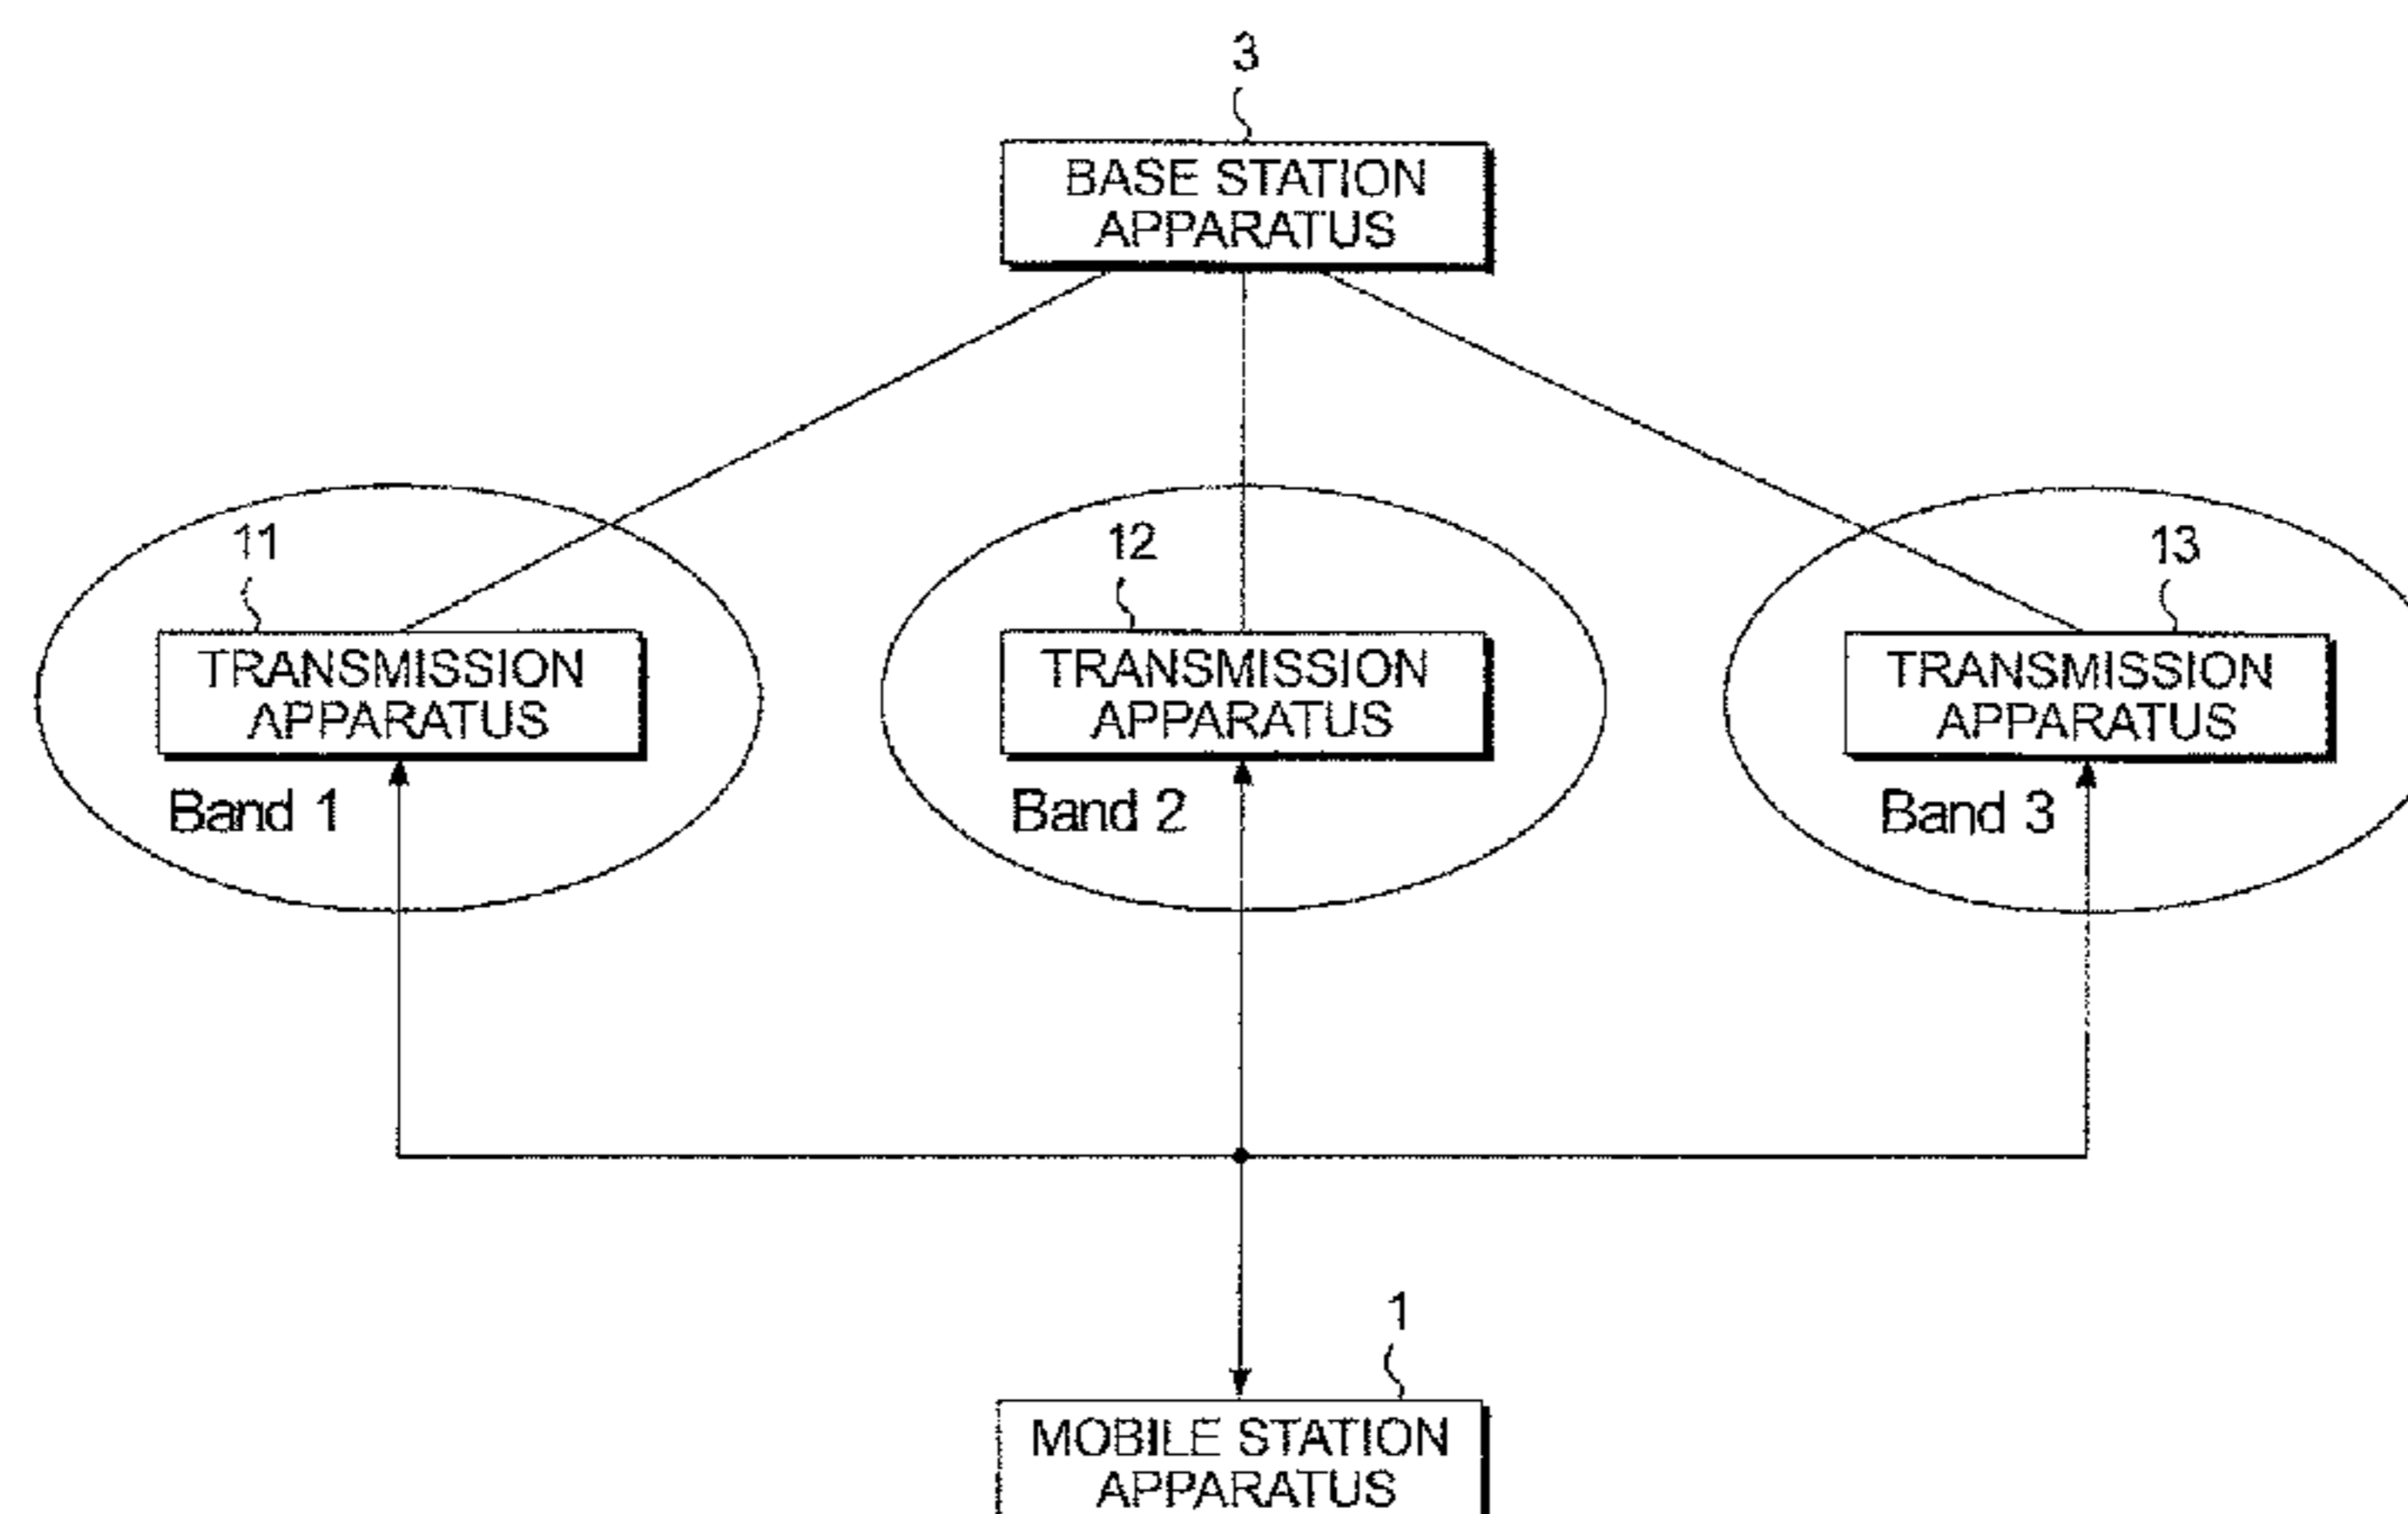 3
BASE STATION
APPARATUS
11
12
13
TRANSMISSION
APPARATUS
TRANSMISSION
APPARATUS
TRANSMISSION
APPARATUS
Band 1
Band 2
Band 3
1
MOBILE STATION
APPARATUS